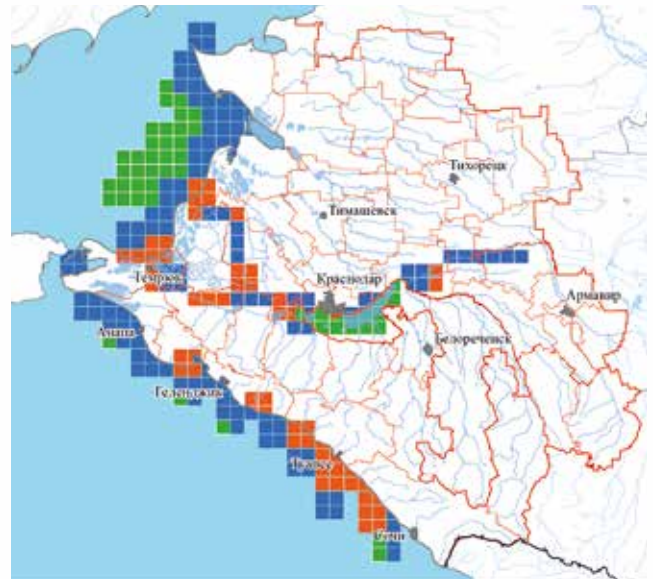 Тихорецк
Тимашевск
Темрюк
Краснодар
Армавир
Анапа
Белореченск
Геленджик
Туапсе
Сочи